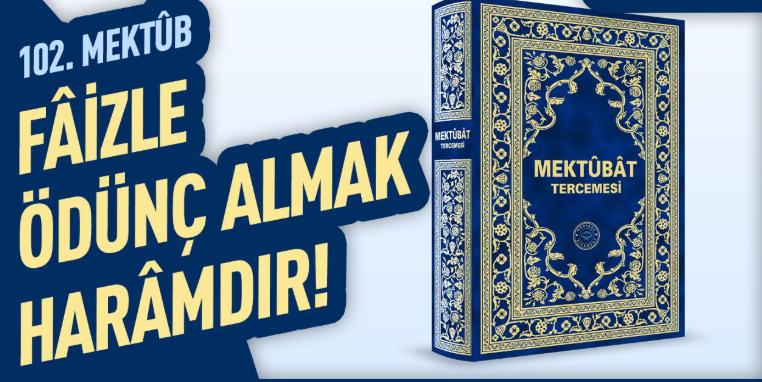 102. MEKTÛB
FÂİZLE
ÖDÜNÇ ALMAK
HARÂMDIR!
MEKTÛBÂT
TERCEMESİ
MEKTÛBÂT
TERCEMESİ